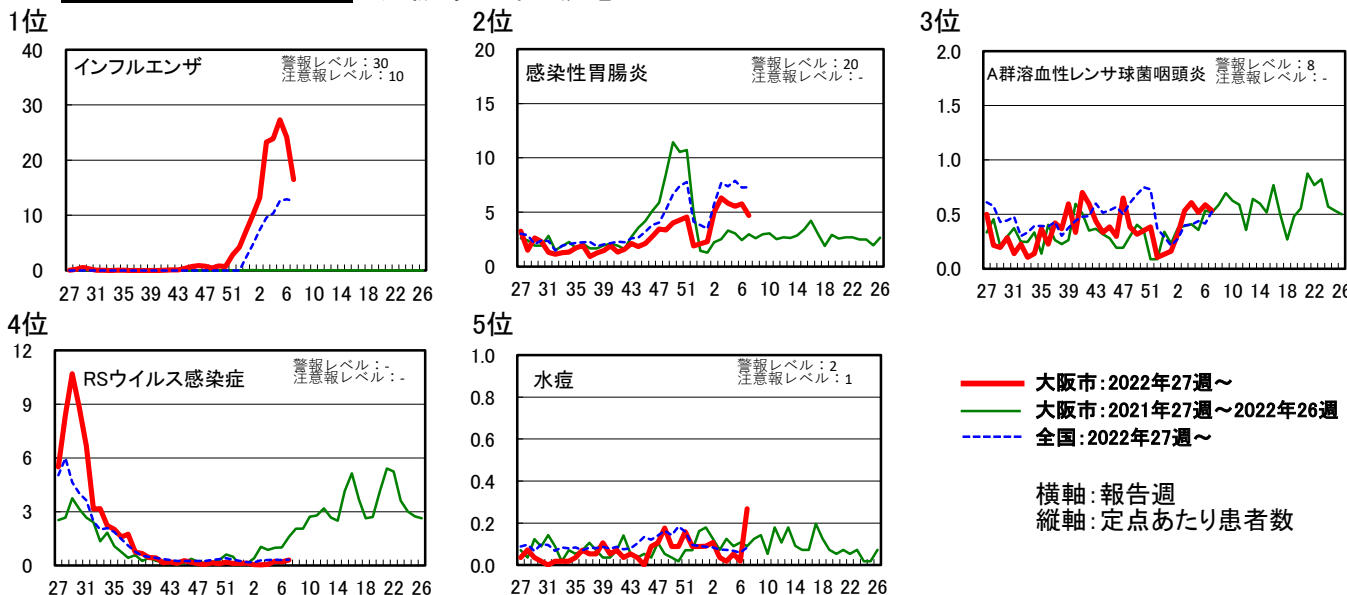 1位
40
30
20
10
0
インフルエンザ
警報レベル：30
注意報レベル：10
27 31 35 39 43 47 51 2 6 10 14 18 22 26
2位
20
15
10
5
0
感染性胃腸炎
警報レベル：20
注意報レベル：-
27 31 35 39 43 47 51 2 6 10 14 18 22 26
3位
2.0
1.5
1.0
0.5
0.0
A群溶血性レンサ球菌咽頭炎
警報レベル：8
注意報レベル：-
27 31 35 39 43 47 51 2 6 10 14 18 22 26
4位
12
9
6
3
0
RSウイルス感染症
警報レベル：-
注意報レベル：-
27 31 35 39 43 47 51 2 6 10 14 18 22 26
5位
1.0
0.8
0.6
0.4
0.2
0.0
水痘
警報レベル：2
注意報レベル：1
27 31 35 39 43 47 51 2 6 10 14 18 22 26
大阪市：2022年27週～
大阪市：2021年27週～2022年26週
全国：2022年27週～
横軸：報告週
縦軸：定点あたり患者数